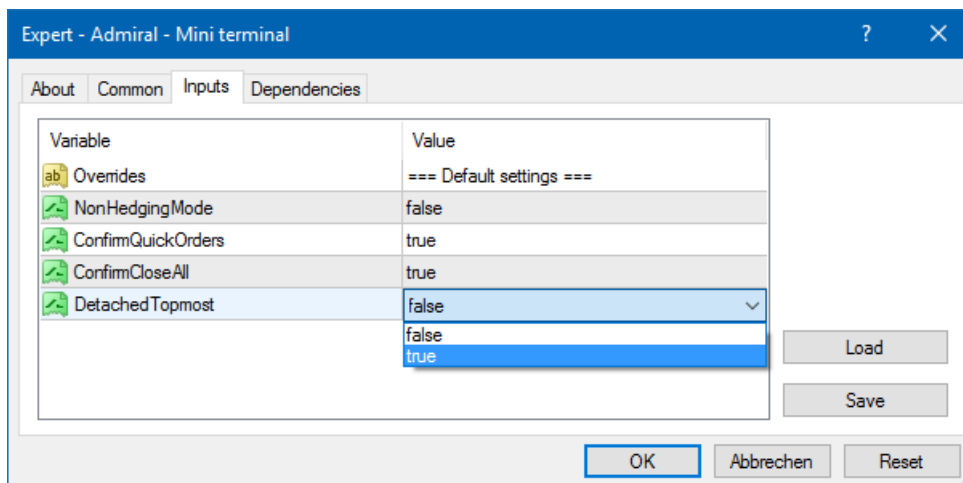 Expert - Admiral - Mini terminal ? ×
About Common Inputs Dependencies
Variable Value
ab Overrides === Default settings ===
NonHedgingMode false
ConfirmQuickOrders true
ConfirmCloseAll true
DetachedTopmost false
false
true
Load
Save
OK Abbrechen Reset